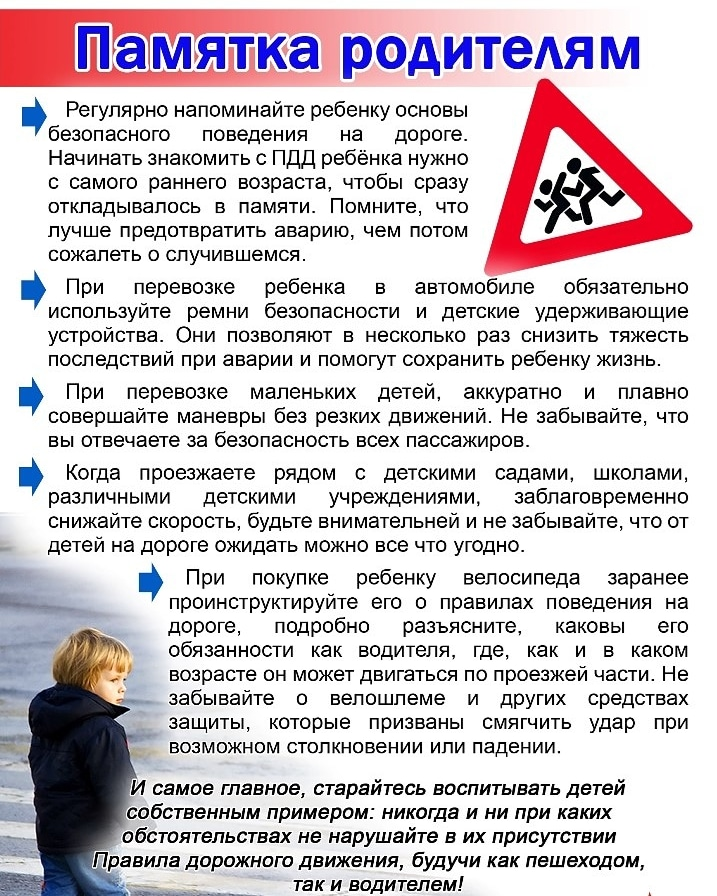 Памятка родителям
Регулярно напоминайте ребенку основы
безопасного поведения на дороге.
Начинать знакомить с ПДД ребёнка нужно
с самого раннего возраста, чтобы сразу
откладывалось в памяти. Помните, что
лучше предотвратить аварию, чем потом
сожалеть о случившемся.
При перевозке ребенка в автомобиле обязательно
используйте ремни безопасности и детские удерживающие
устройства. Они позволяют в несколько раз снизить тяжесть
последствий при аварии и помогут сохранить ребенку жизнь.
При перевозке маленьких детей, аккуратно и плавно
совершайте маневры без резких движений. Не забывайте, что
вы отвечаете за безопасность всех пассажиров.
Когда проезжаете рядом с детскими садами, школами,
различными детскими учреждениями, заблаговременно
снижайте скорость, будьте внимательней и не забывайте, что от
детей на дороге ожидать можно все что угодно.
При покупке ребенку велосипеда заранее
проинструктируйте его о правилах поведения на
дороге, подробно разъясните, каковы его
обязанности как водителя, где, как и в каком
возрасте он может двигаться по проезжей части. Не
забывайте о велошлеме и других средствах
защиты, которые призваны смягчить удар при
возможном столкновении или падении.
И самое главное, старайтесь воспитывать детей
собственным примером: никогда и ни при каких
обстоятельствах не нарушайте в их присутствии
Правила дорожного движения, будучи как пешеходом,
так и водителем!